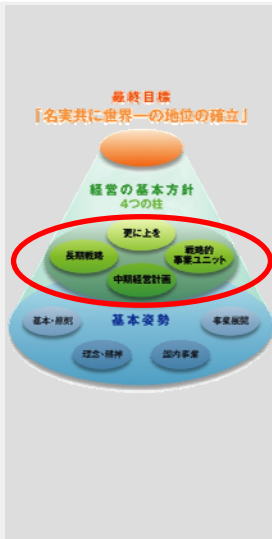 最終目標
「名実共に世界一の地位の確立」
経営の基本方針
4つの柱
更に上を
長期戦略
戦略的
事業ユニット
中期経営計画
基本・原則
基本姿勢
事業展開
理念・精神
国内事業